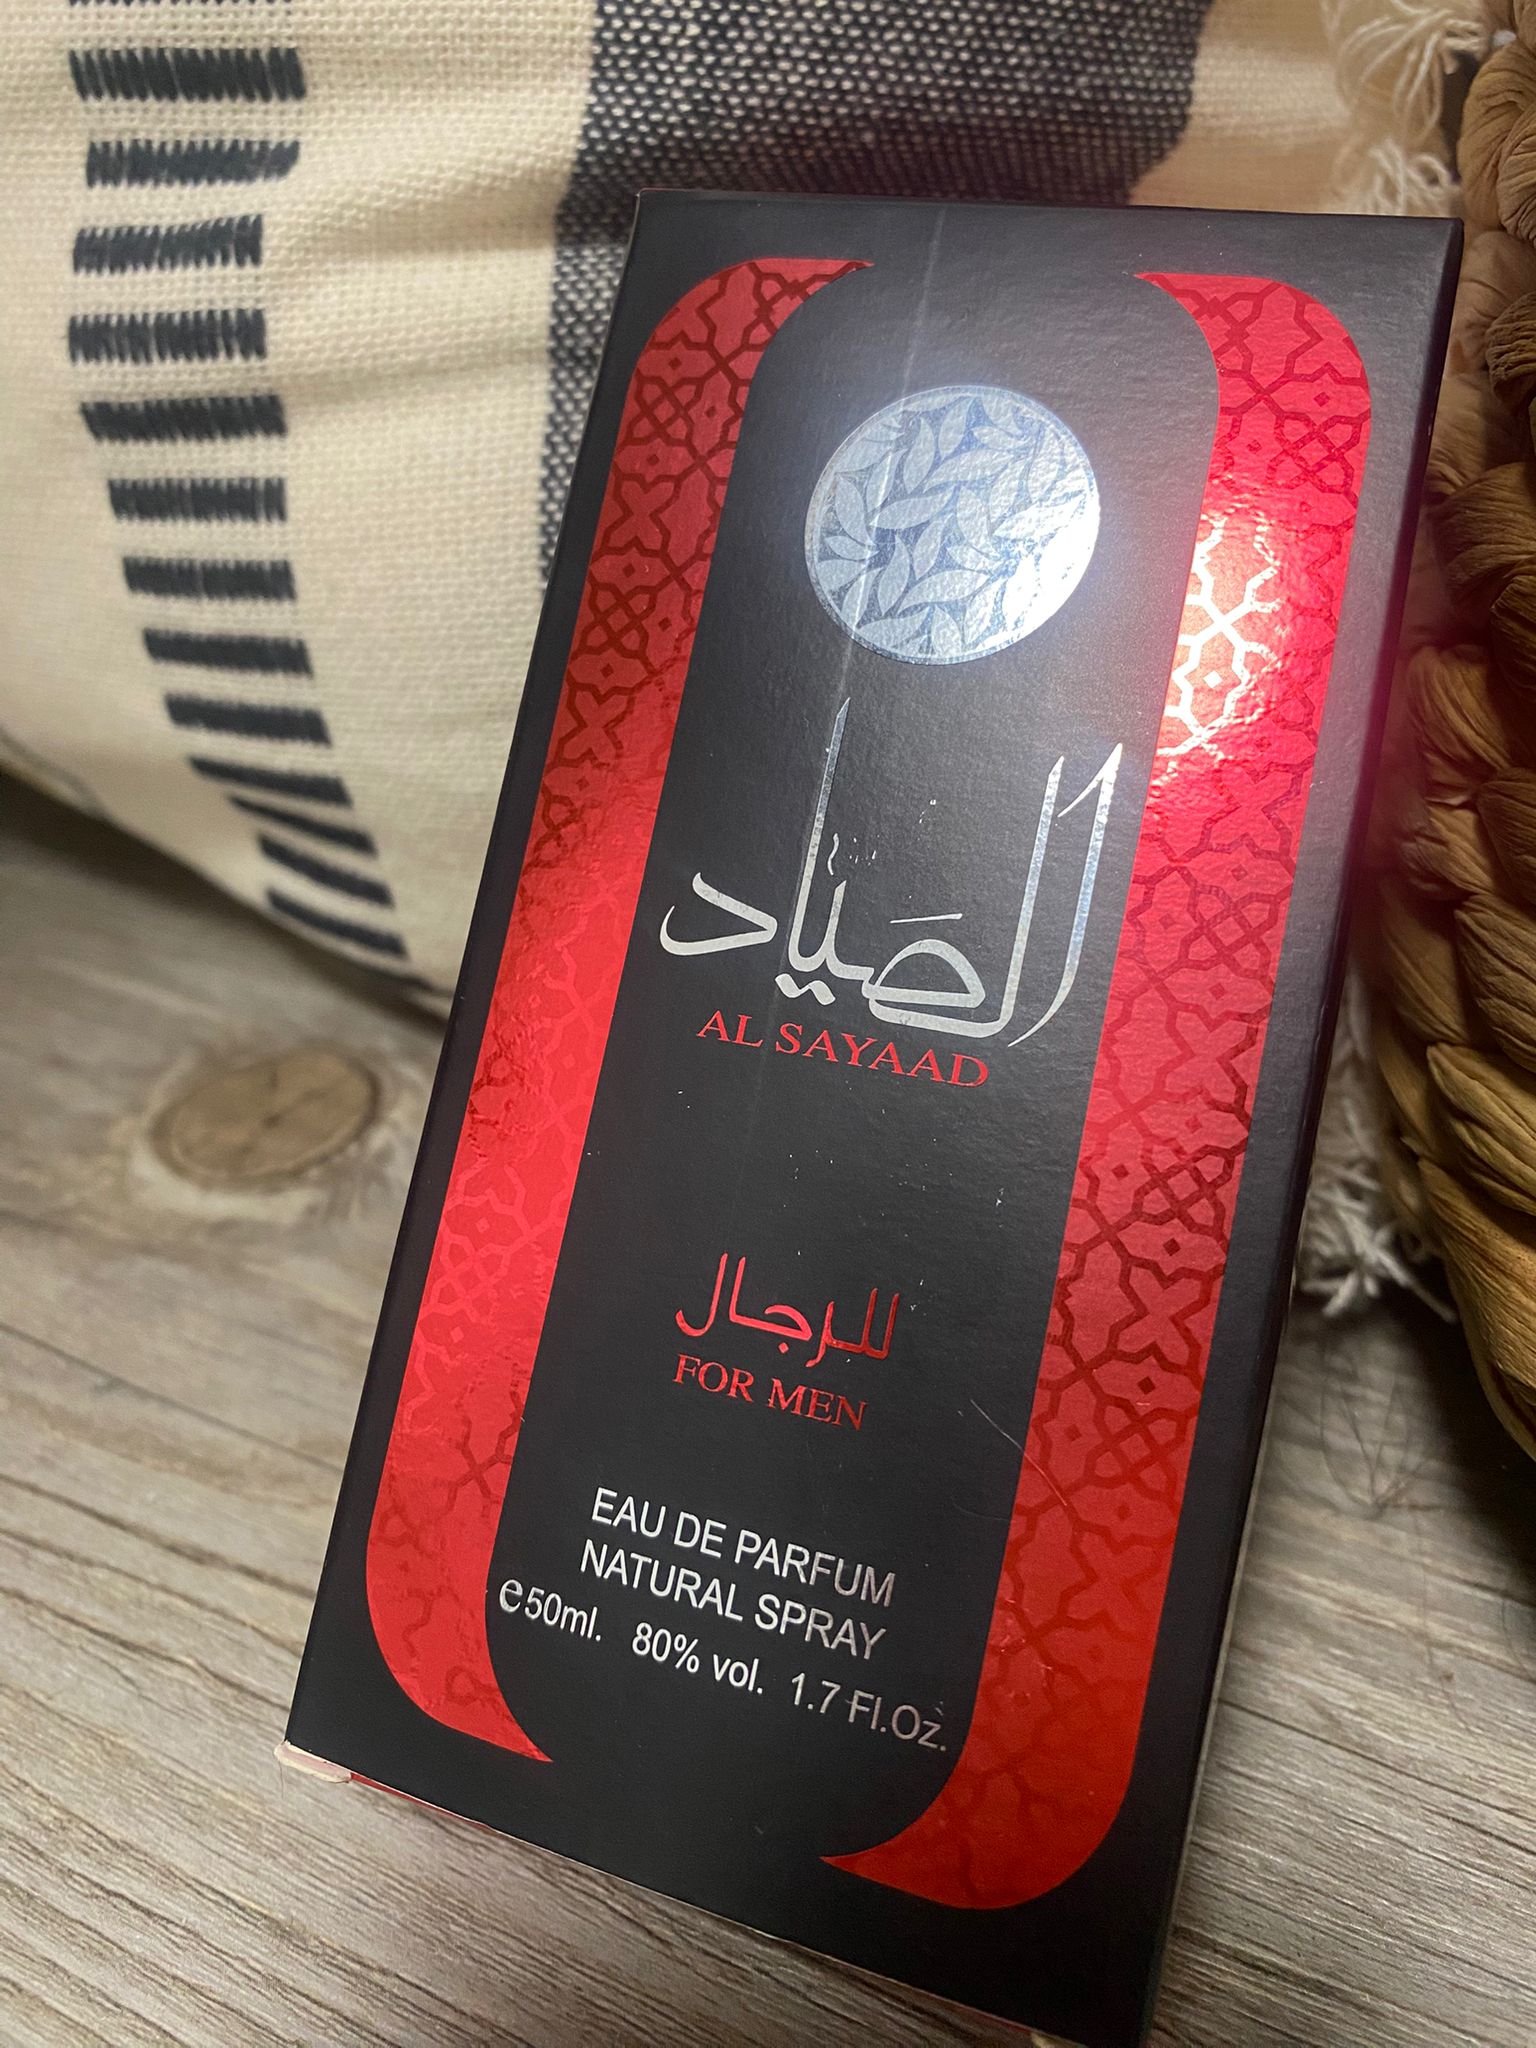 الصياد
AL SAYAAD
للرجال
FOR MEN
EAU DE PARFUM
NATURAL SPRAY
℮50ml. 80% vol. 1.7 Fl.Oz.